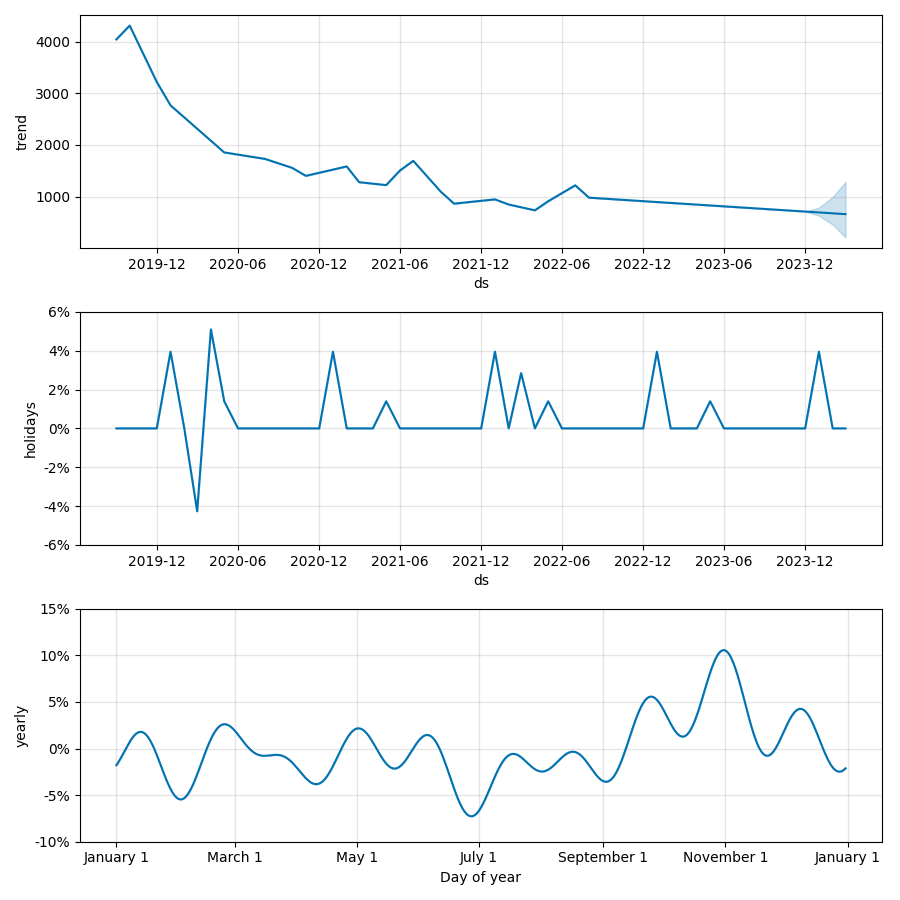 4000
3000
2000
1000
trend
2019-12 2020-06 2020-12 2021-06 2021-12 2022-06 2022-12 2023-06 2023-12
ds
6%
4%
2%
0%
-2%
-4%
-6%
holidays
2019-12 2020-06 2020-12 2021-06 2021-12 2022-06 2022-12 2023-06 2023-12
ds
15%
10%
5%
0%
-5%
-10%
yearly
January 1 March 1 May 1 July 1 September 1 November 1 January 1
Day of year